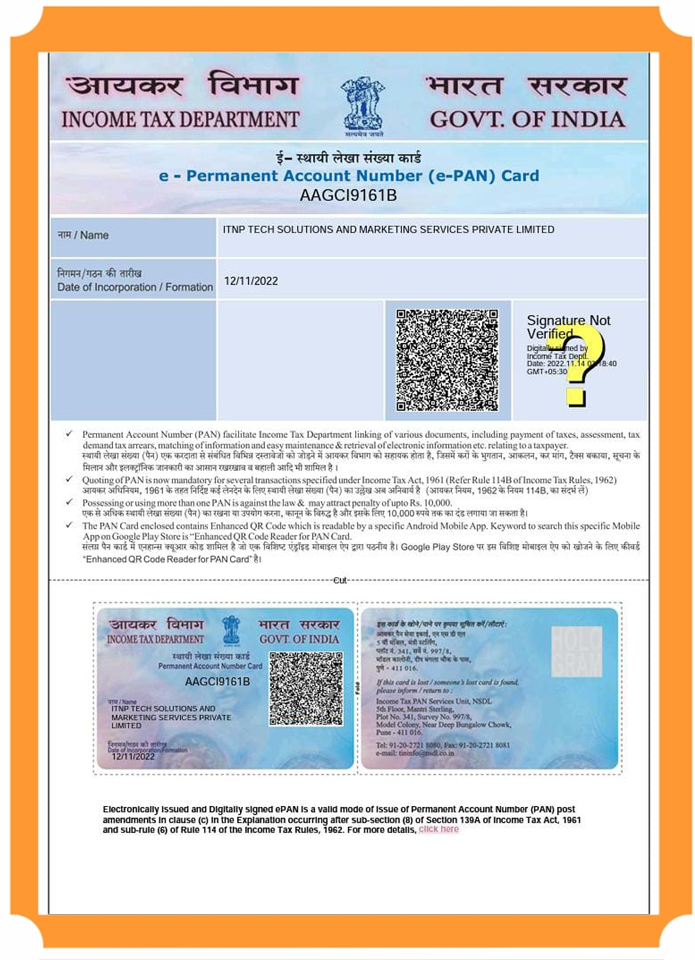 आयकर विभाग
INCOME TAX DEPARTMENT
सत्यमेव जयते
भारत सरकार
GOVT. OF INDIA
ई- स्थायी लेखा संख्या कार्ड
e - Permanent Account Number (e-PAN) Card
AAGCI9161B
नाम / Name
ITNP TECH SOLUTIONS AND MARKETING SERVICES PRIVATE LIMITED
निगमन/गठन की तारीख
Date of Incorporation / Formation
12/11/2022
Signature Not
Verified
Digitally signed by
Income Tax Deptt.
Date: 2022.11.14 18:40
GMT+05:30
✓ Permanent Account Number (PAN) facilitate Income Tax Department linking of various documents, including payment of taxes, assessment, tax
demand tax arrears, matching of information and easy maintenance & retrieval of electronic information etc. relating to a taxpayer.
स्थायी लेखा संख्या (पैन) एक करदाता से संबंधित विभिन्न दस्तावेजों को जोड़ने में आयकर विभाग को सहायक होता है, जिसमें करों के भुगतान, आकलन, कर मांग, टैक्स बकाया, सूचना के
मिलान और इलक्ट्रॉनिक जानकारी का आसान रखरखाव व बहाली आदि भी शामिल है ।
✓ Quoting of PAN is now mandatory for several transactions specified under Income Tax Act, 1961 (Refer Rule 114B of Income Tax Rules, 1962)
आयकर अधिनियम, 1961 के तहत निर्दिष्ट कई लेनदेन के लिए स्थायी लेखा संख्या (पैन) का उल्लेख अब अनिवार्य है (आयकर नियम, 1962 के नियम 114B, का संदर्भ लें)
✓ Possessing or using more than one PAN is against the law & may attract penalty of upto Rs. 10,000.
एक से अधिक स्थायी लेखा संख्या (पैन) का रखना या उपयोग करना, कानून के विरुद्ध है और इसके लिए 10,000 रुपये तक का दंड लगाया जा सकता है।
✓ The PAN Card enclosed contains Enhanced QR Code which is readable by a specific Android Mobile App. Keyword to search this specific Mobile
App on Google Play Store is "Enhanced QR Code Reader for PAN Card.
संलग्न पैन कार्ड में एनहान्स क्यूआर कोड शामिल है जो एक विशिष्ट एंड्रॉइड मोबाइल ऐप द्वारा पठनीय है। Google Play Store पर इस विशिष्ट मोबाइल ऐप को खोजने के लिए कीवर्ड
"Enhanced QR Code Reader for PAN Card" है।
Cut
आयकर विभाग
INCOME TAX DEPARTMENT
भारत सरकार
GOVT. OF INDIA
स्थायी लेखा संख्या कार्ड
Permanent Account Number Card
AAGCI9161B
नाम / Name
ITNP TECH SOLUTIONS AND
MARKETING SERVICES PRIVATE
LIMITED
निगमन/गठन की तारीख
Date of Incorporation/Formation
12/11/2022
Fold
इस कार्ड के खोने/पाने पर कृपया सूचित करें/लौटाएं:
आयकर पैन सेवा इकाई, एन एस डी एल
5 वीं मंजिल, मंत्री स्टर्लिंग,
प्लॉट नं. 341, सर्वे नं. 997/8,
मॉडल कालोनी, दीप बंगला चौक के पास,
पुणे - 411 016.
If this card is lost / someone's lost card is found,
please inform / return to :
Income Tax PAN Services Unit, NSDL
5th Floor, Mantri Sterling,
Plot No. 341, Survey No. 997/8,
Model Colony, Near Deep Bungalow Chowk,
Pune - 411 016.
Tel: 91-20-2721 8080, Fax: 91-20-2721 8081
e-mail: tininfo@nsdl.co.in
HOLO
GRAM
Electronically issued and Digitally signed ePAN is a valid mode of issue of Permanent Account Number (PAN) post
amendments in clause (c) in the Explanation occurring after sub-section (8) of Section 139A of Income Tax Act, 1961
and sub-rule (6) of Rule 114 of the Income Tax Rules, 1962. For more details, click here